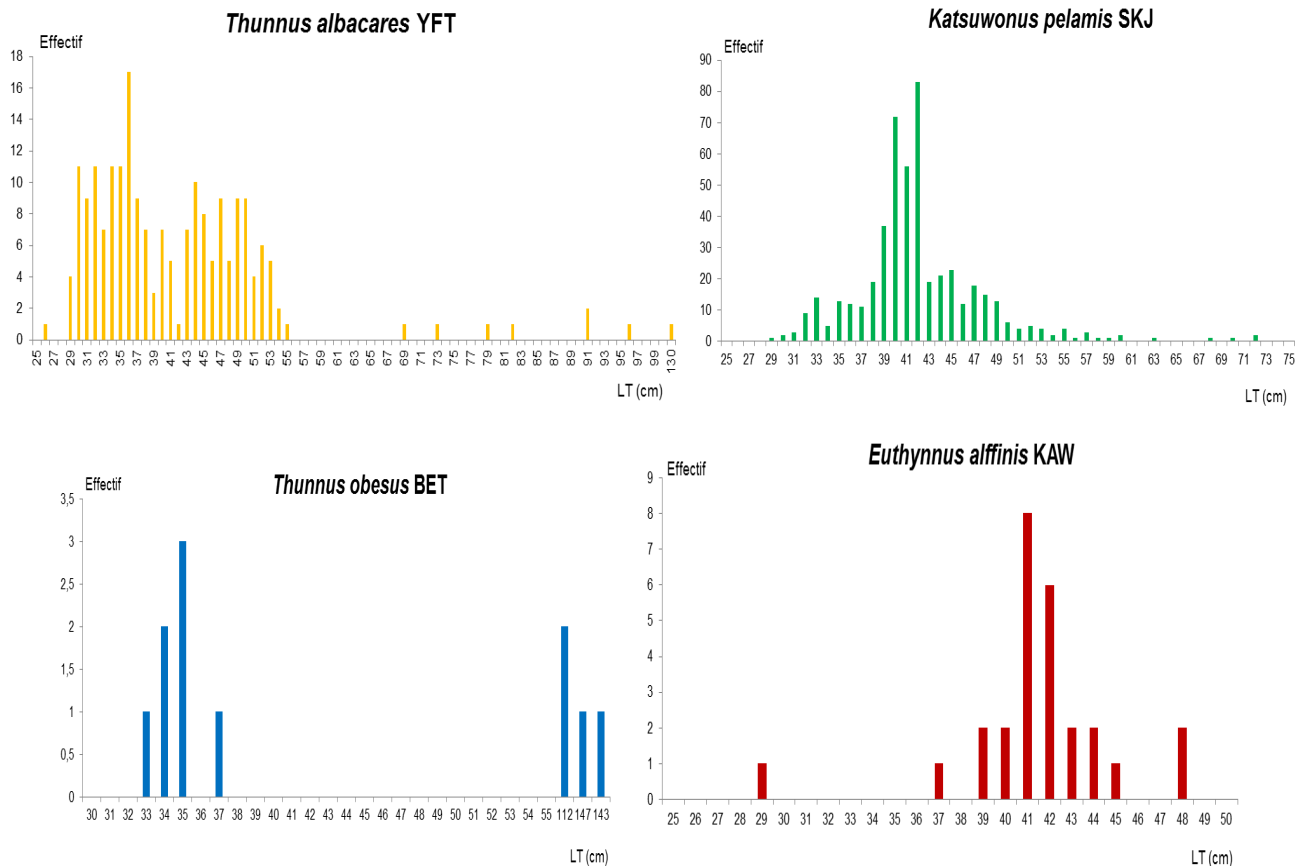 Thunnus albacares YFT
Effectif
18
16
14
12
10
8
6
4
2
0
25 27 29 31 33 35 37 39 41 43 45 47 49 51 53 55 57 59 61 63 65 67 69 71 73 75 77 79 81 83 85 87 89 91 93 95 97 99 130
LT (cm)
Katsuwonus pelamis SKJ
Effectif
90
80
70
60
50
40
30
20
10
0
25 27 29 31 33 35 37 39 41 43 45 47 49 51 53 55 57 59 61 63 65 67 69 71 73 75
LT (cm)
Thunnus obesus BET
Effectif
3,5
3
2,5
2
1,5
1
0,5
0
30 31 32 33 34 35 36 37 38 39 40 41 42 43 44 45 46 47 48 49 50 51 52 53 54 55 112 147 143
LT (cm)
Euthynnus alffinis KAW
Effectif
9
8
7
6
5
4
3
2
1
0
25 26 27 28 29 30 31 32 33 34 35 36 37 39 40 41 42 43 44 45 46 47 48 49 50
LT (cm)